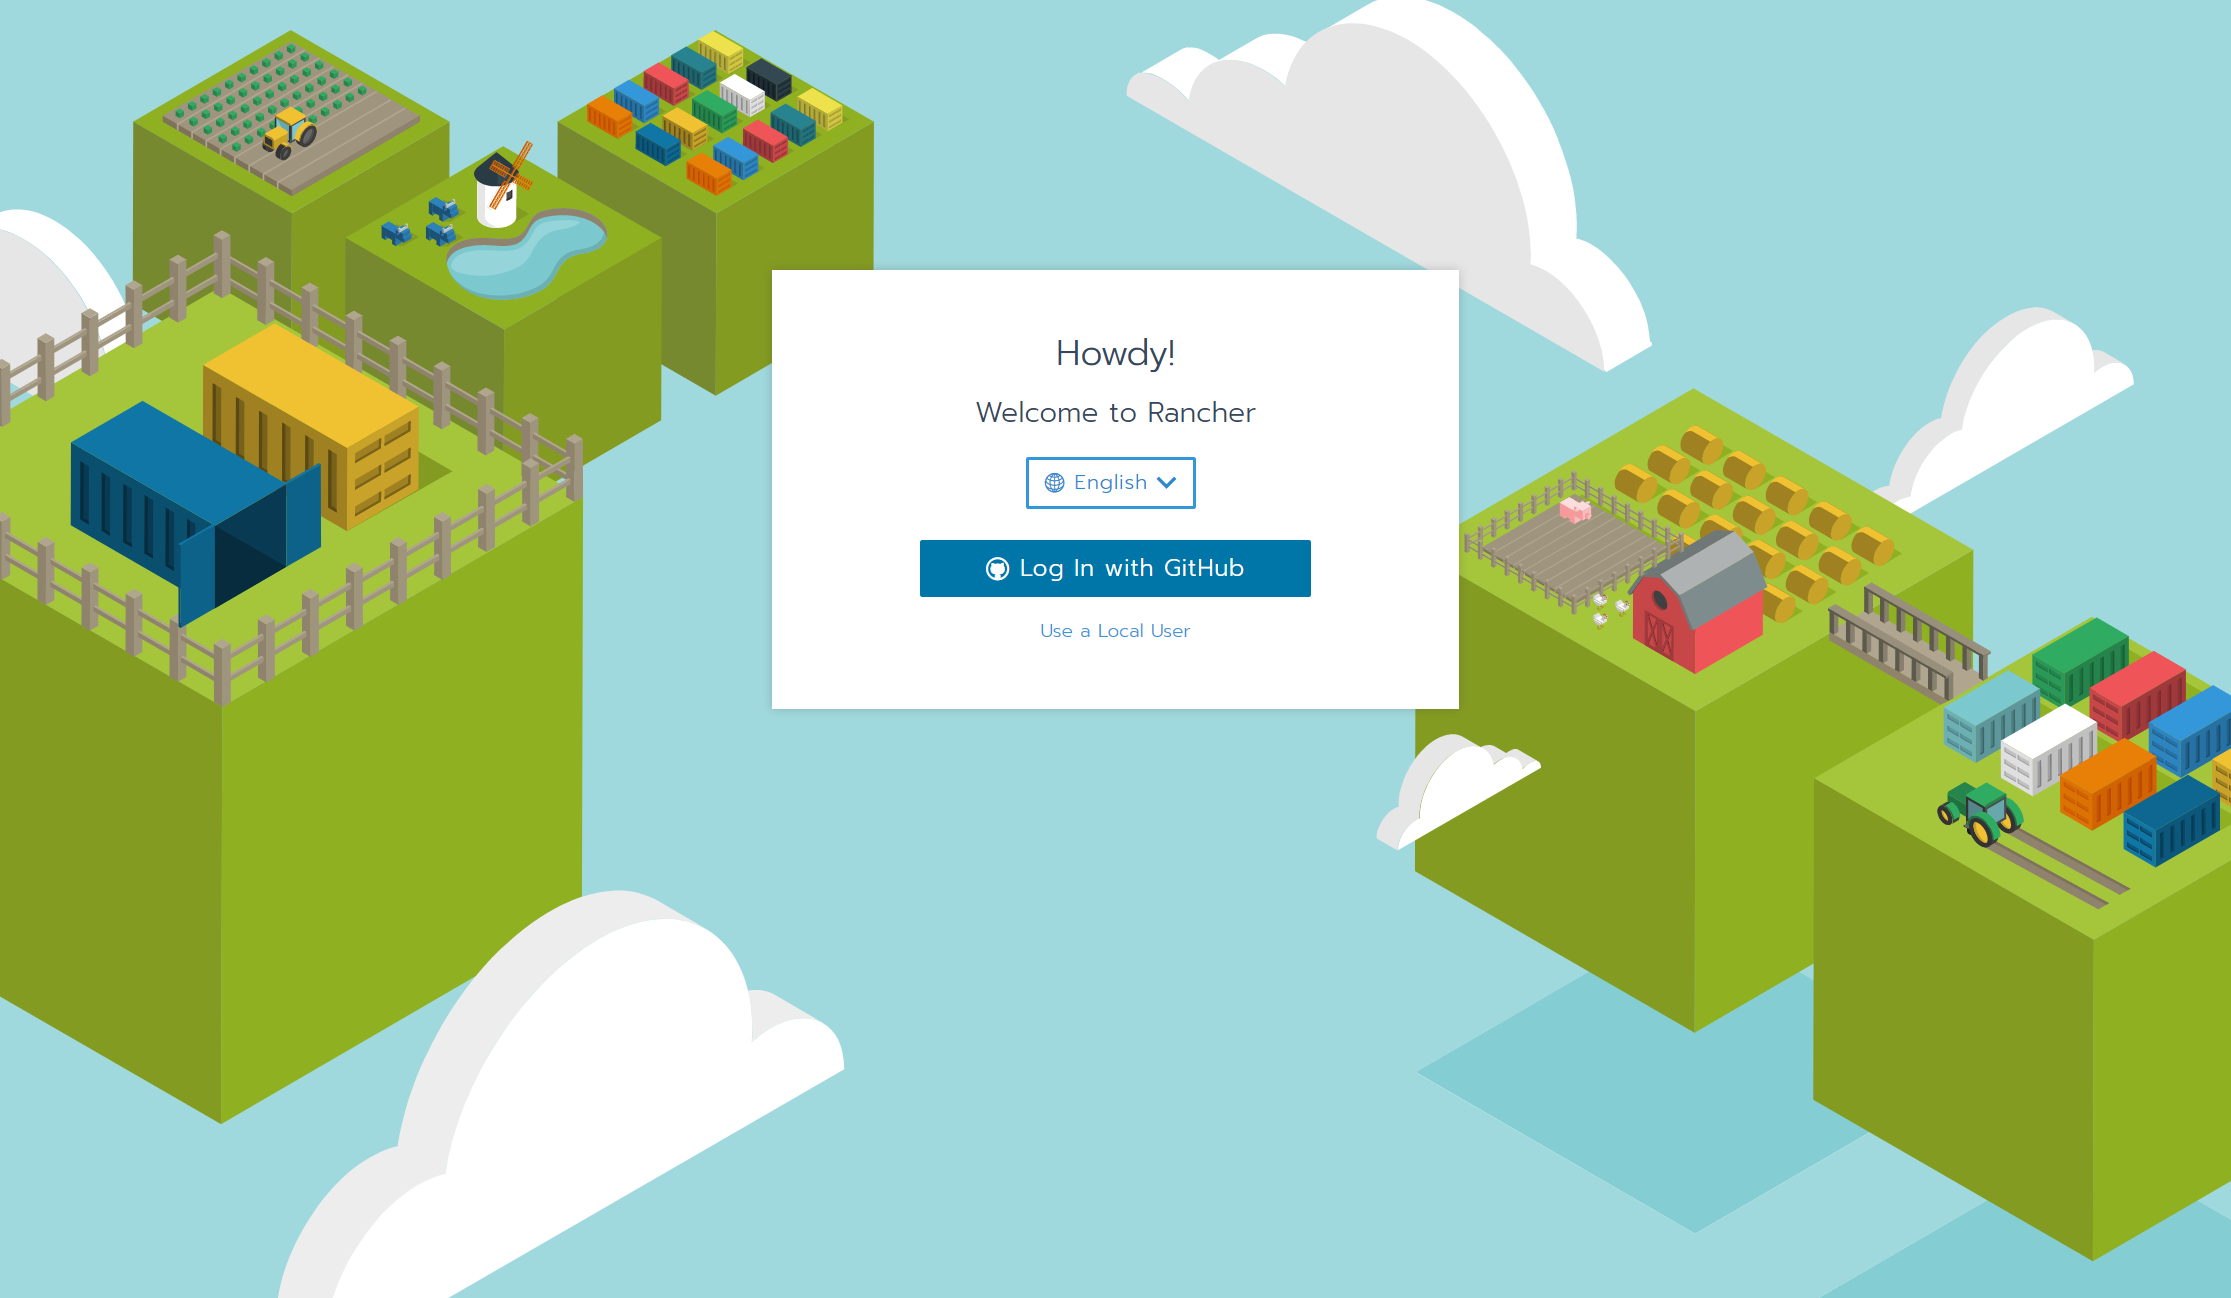 Howdy!
Welcome to Rancher
English
Log In with GitHub
Use a Local User